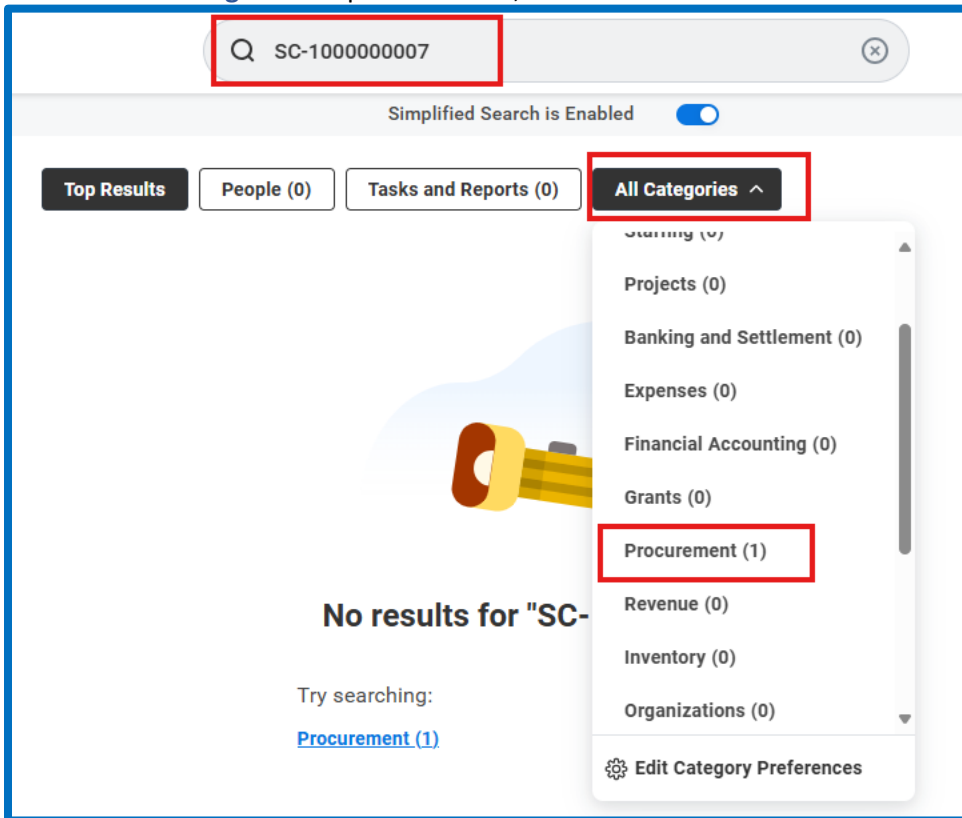 SC-1000000007
Simplified Search is Enabled
Top Results People (0) Tasks and Reports (0) All Categories
Staffing (0)
Projects (0)
Banking and Settlement (0)
Expenses (0)
Financial Accounting (0)
Grants (0)
Procurement (1)
Revenue (0)
Inventory (0)
Organizations (0)
Edit Category Preferences
No results for "SC-
Try searching:
Procurement (1)